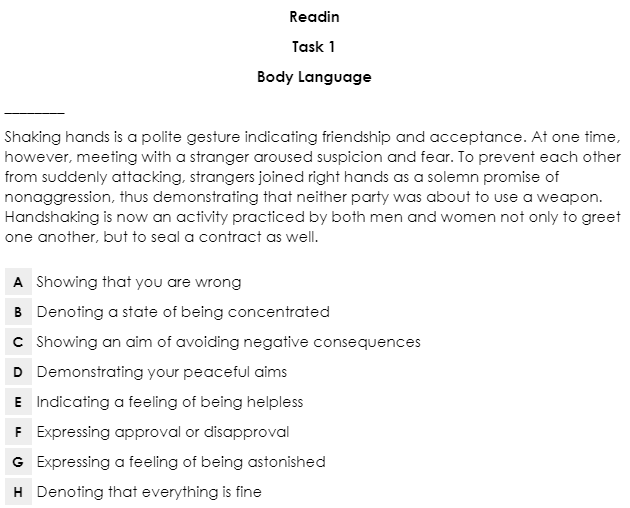 Readin
Task 1
Body Language
________
Shaking hands is a polite gesture indicating friendship and acceptance. At one time,
however, meeting with a stranger aroused suspicion and fear. To prevent each other
from suddenly attacking, strangers joined right hands as a solemn promise of
nonaggression, thus demonstrating that neither party was about to use a weapon.
Handshaking is now an activity practiced by both men and women not only to greet
one another, but to seal a contract as well.
A Showing that you are wrong
B Denoting a state of being concentrated
C Showing an aim of avoiding negative consequences
D Demonstrating your peaceful aims
E Indicating a feeling of being helpless
F Expressing approval or disapproval
G Expressing a feeling of being astonished
H Denoting that everything is fine